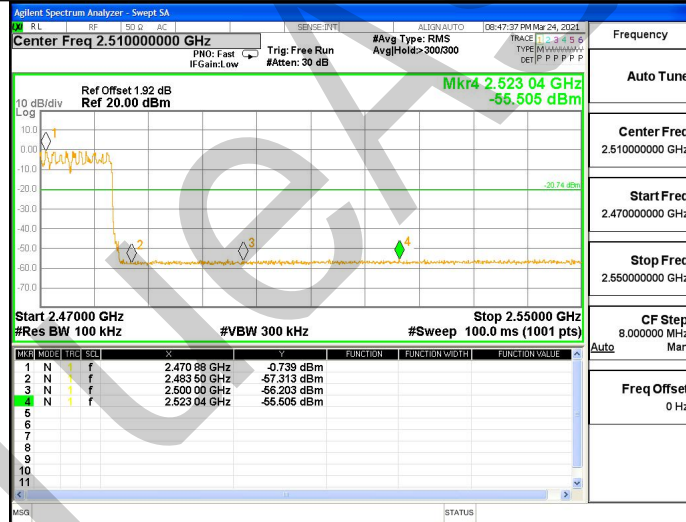 Agilent Spectrum Analyzer - Swept SA
RL RF 50 Ω AC SENSE:INT ALIGNAUTO 08:47:37 PM Mar 24, 2021
Center Freq 2.510000000 GHz
PNO: Fast
IFGain:Low
Trig: Free Run
#Atten: 30 dB
#Avg Type: RMS
Avg|Hold:>300/300
TRACE 1 2 3 4 5 6
TYPE M
DET P P P P P P
Ref Offset 1.92 dB
10 dB/div Ref 20.00 dBm
Mkr4 2.523 04 GHz
-55.505 dBm
Log
10.0
0.00
-10.0
-20.0
-30.0
-40.0
-50.0
-60.0
-70.0
1
2
3
4
-20.74 dBm
Start 2.47000 GHz Stop 2.55000 GHz
#Res BW 100 kHz #VBW 300 kHz #Sweep 100.0 ms (1001 pts)
MKR MODE TRC SCL X Y FUNCTION FUNCTION WIDTH FUNCTION VALUE
1 N 1 f 2.470 88 GHz -0.739 dBm
2 N 1 f 2.483 50 GHz -57.313 dBm
3 N 1 f 2.500 00 GHz -56.203 dBm
4 N 1 f 2.523 04 GHz -55.505 dBm
5
6
7
8
9
10
11
MSG STATUS
Frequency
Auto Tune
Center Freq
2.510000000 GHz
Start Freq
2.470000000 GHz
Stop Freq
2.550000000 GHz
CF Step
8.000000 MHz
Auto Man
Freq Offset
0 Hz